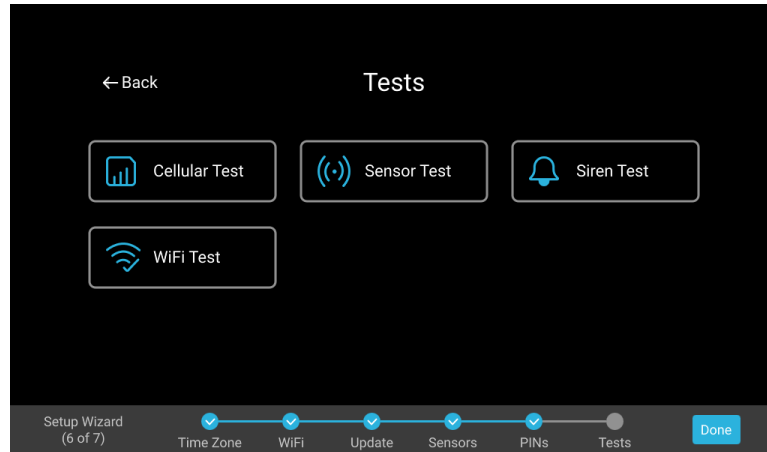 Back
Tests
Cellular Test
Sensor Test
Siren Test
WiFi Test
Setup Wizard
(6 of 7)
Time Zone
WiFi
Update
Sensors
PINs
Tests
Done